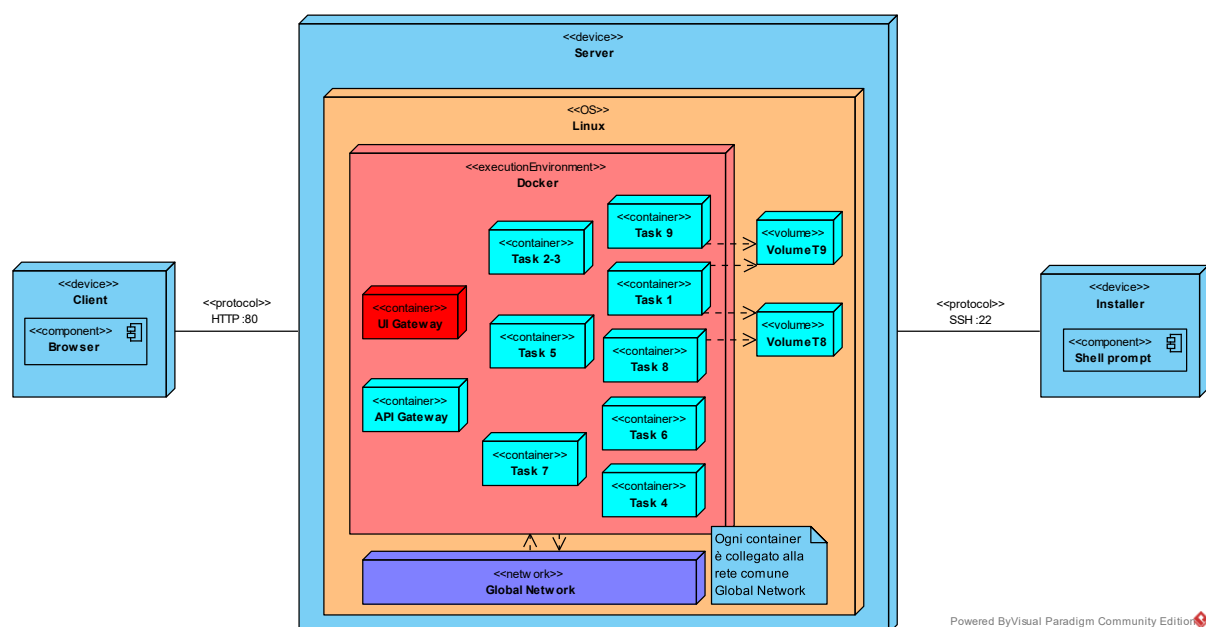 <<device>>
Server
<<OS>>
Linux
<<executionEnvironment>>
Docker
<<container>>
Task 9
<<container>>
Task 2-3
<<container>>
Task 1
<<container>>
UI Gateway
<<container>>
Task 5
<<container>>
Task 8
<<container>>
API Gateway
<<container>>
Task 6
<<container>>
Task 7
<<container>>
Task 4
<<volume>>
VolumeT9
<<volume>>
VolumeT8
<<network>>
Global Network
Ogni container
è collegato alla
rete comune
Global Network
<<device>>
Client
<<component>>
Browser
<<protocol>>
HTTP :80
<<protocol>>
SSH :22
<<device>>
Installer
<<component>>
Shell prompt
Powered ByVisual Paradigm Community Edition